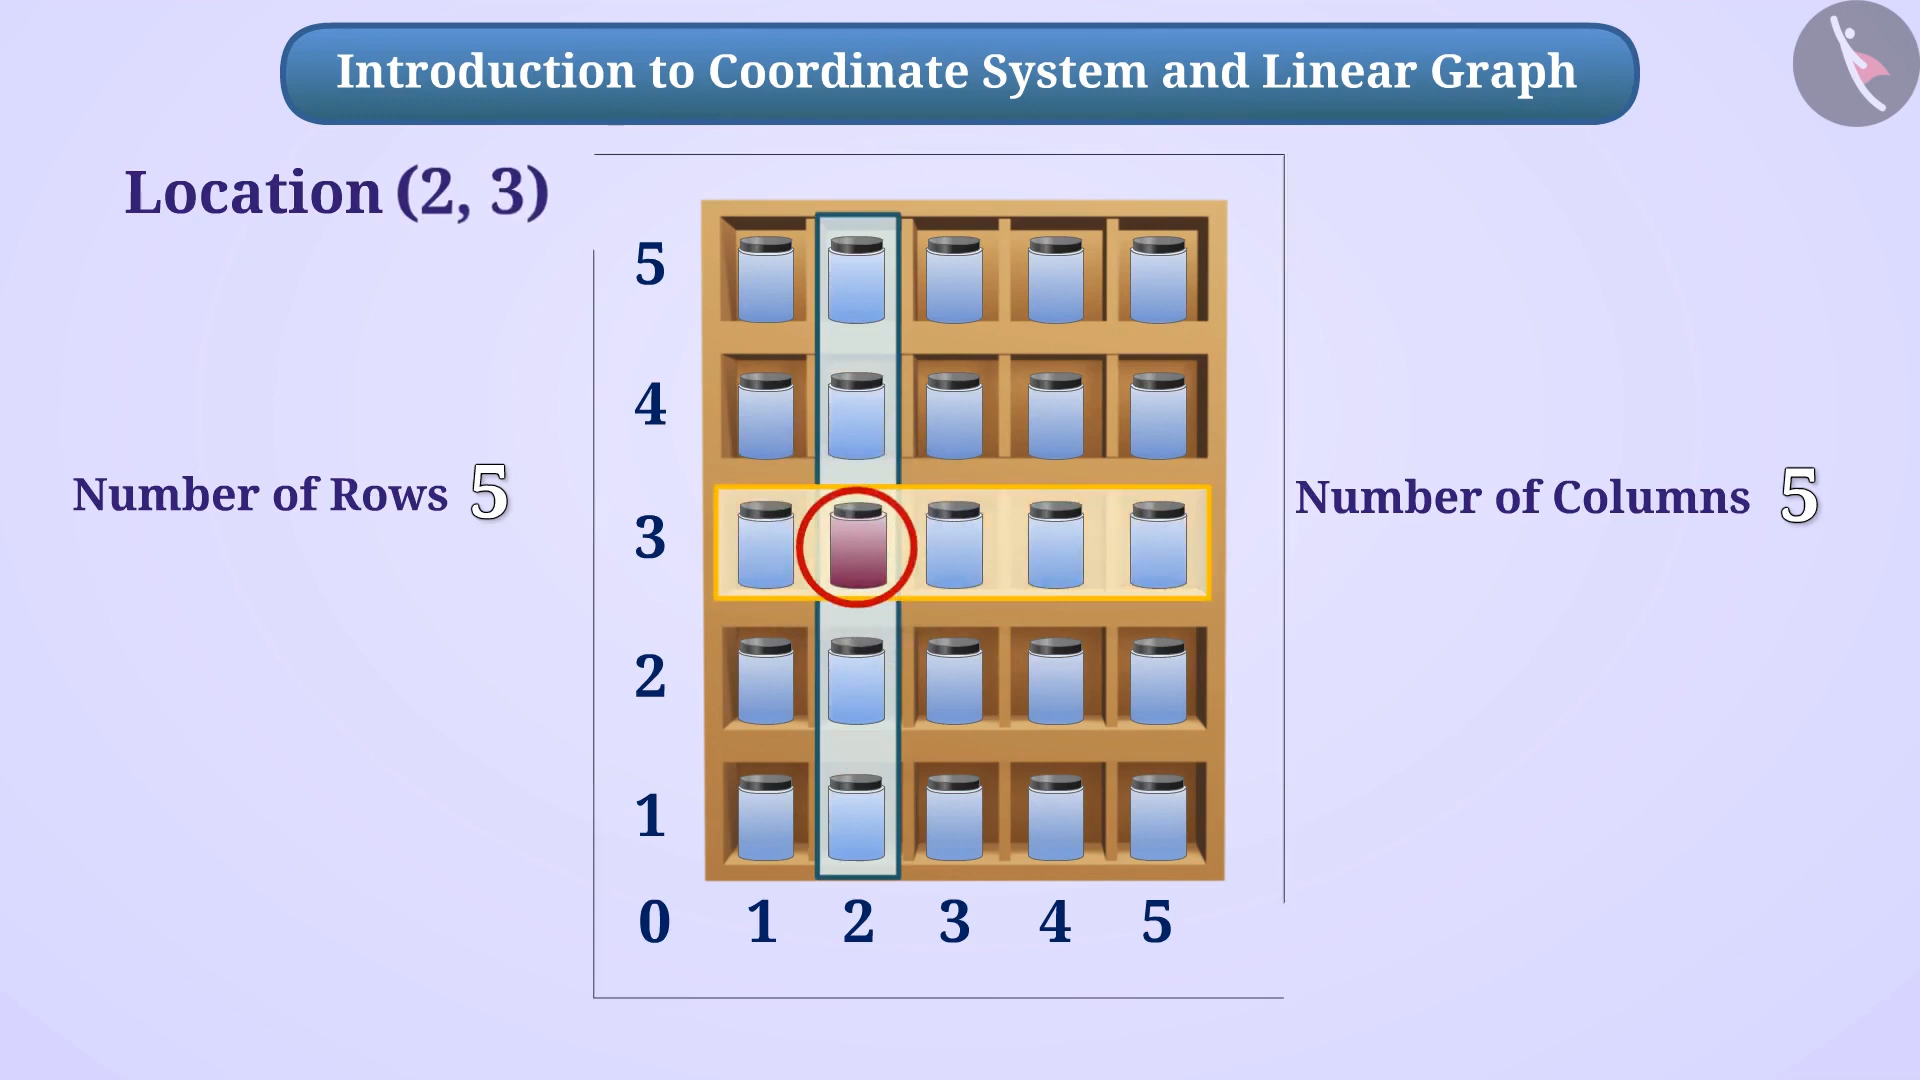 Introduction to Coordinate System and Linear Graph
Location (2, 3)
5
4
Number of Rows 5
Number of Columns 5
3
2
1
0 1 2 3 4 5